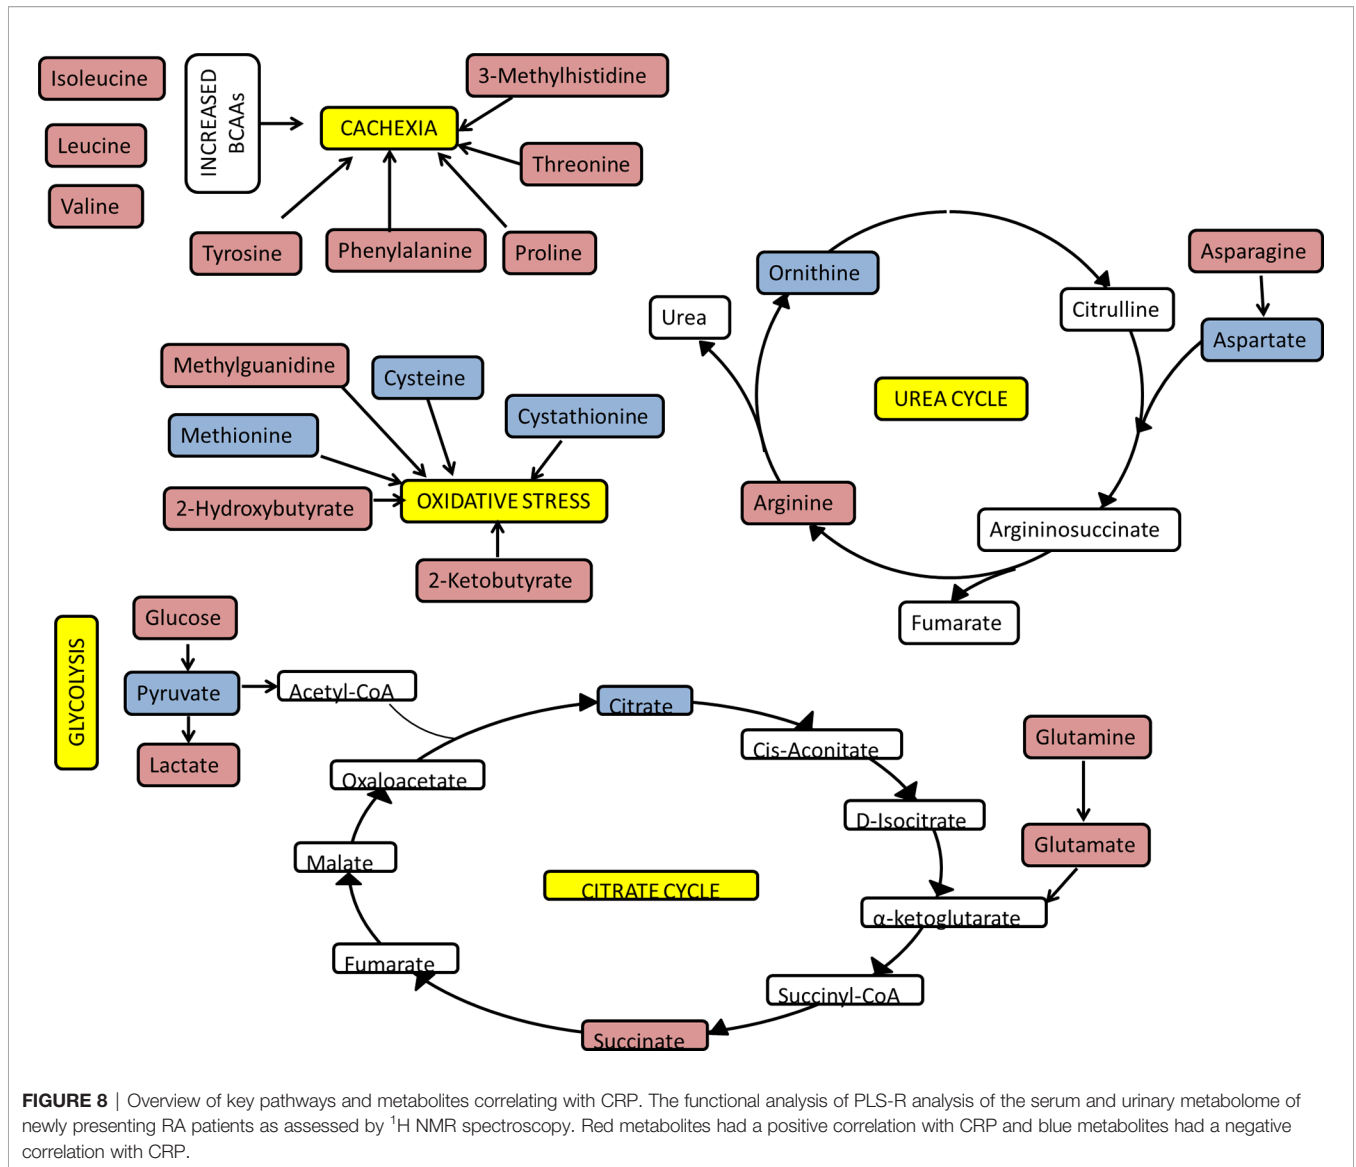 Isoleucine
Leucine
Valine
INCREASED
BCAAs
CACHEXIA
3-Methylhistidine
Threonine
Tyrosine
Phenylalanine
Proline
Ornithine
Citrulline
Urea
Asparagine
Aspartate
UREA CYCLE
Arginine
Argininosuccinate
Fumarate
Methylguanidine
Cysteine
Methionine
Cystathionine
2-Hydroxybutyrate
OXIDATIVE STRESS
2-Ketobutyrate
GLYCOLYSIS
Glucose
Pyruvate
Lactate
Acetyl-CoA
Citrate
Cis-Aconitate
Oxaloacetate
D-Isocitrate
Malate
CITRATE CYCLE
Glutamine
Glutamate
α-ketoglutarate
Fumarate
Succinyl-CoA
Succinate
FIGURE 8 | Overview of key pathways and metabolites correlating with CRP. The functional analysis of PLS-R analysis of the serum and urinary metabolome of
newly presenting RA patients as assessed by ¹H NMR spectroscopy. Red metabolites had a positive correlation with CRP and blue metabolites had a negative
correlation with CRP.